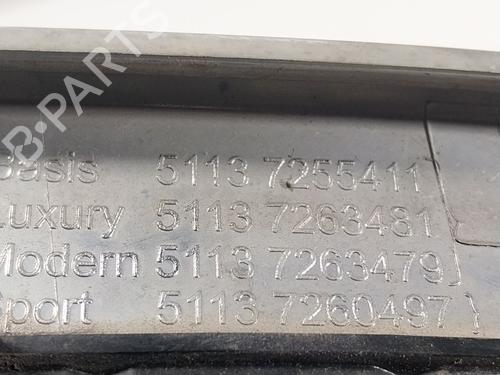 B-PARTS
Basis 5113 7255411
Luxury 5113 7263481
Modern 5113 7263479
Sport 5113 7260497